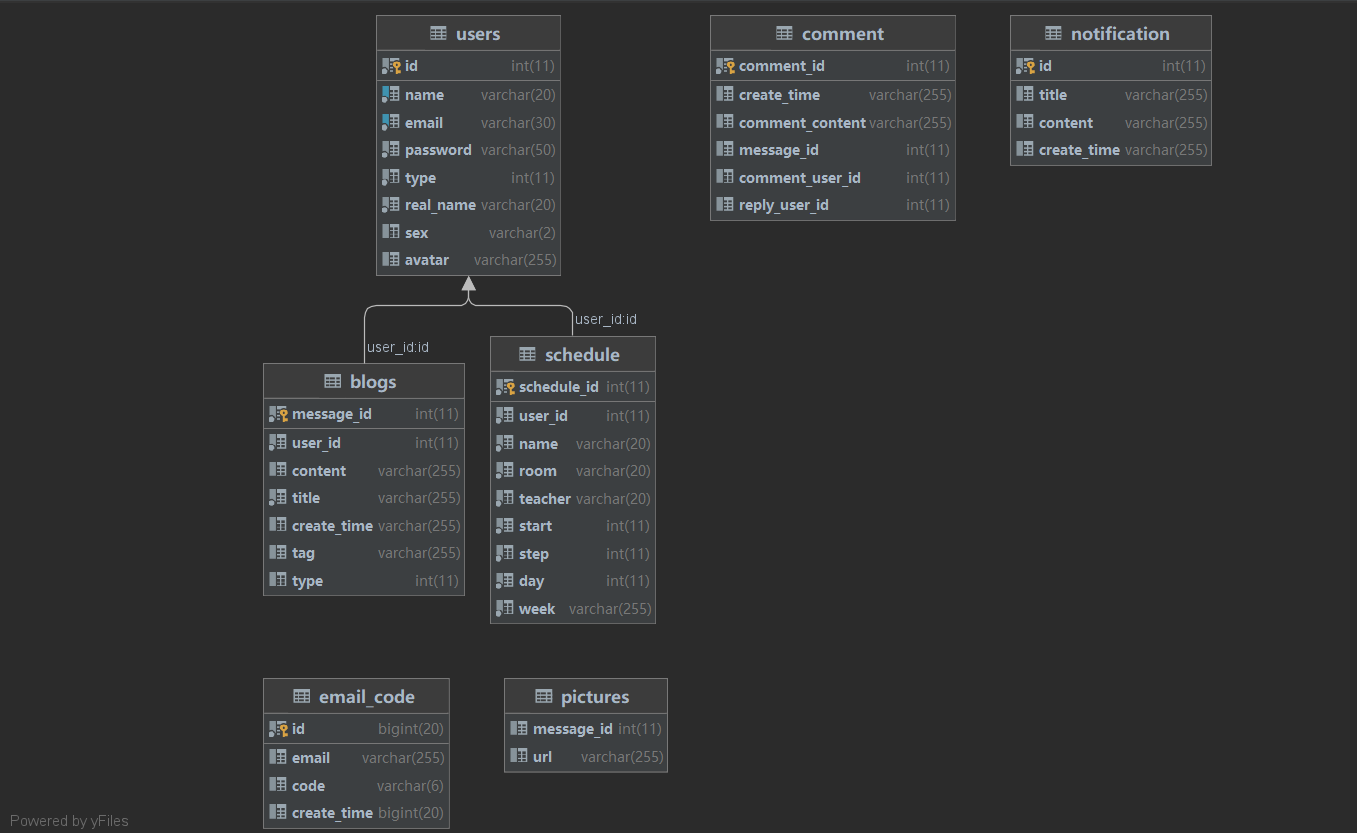 users
id int(11)
name varchar(20)
email varchar(30)
password varchar(50)
type int(11)
real_name varchar(20)
sex varchar(2)
avatar varchar(255)
comment
comment_id int(11)
create_time varchar(255)
comment_content varchar(255)
message_id int(11)
comment_user_id int(11)
reply_user_id int(11)
notification
id int(11)
title varchar(255)
content varchar(255)
create_time varchar(255)
user_id:id
user_id:id
blogs
message_id int(11)
user_id int(11)
content varchar(255)
title varchar(255)
create_time varchar(255)
tag varchar(255)
type int(11)
schedule
schedule_id int(11)
user_id int(11)
name varchar(20)
room varchar(20)
teacher varchar(20)
start int(11)
step int(11)
day int(11)
week varchar(255)
email_code
id bigint(20)
email varchar(255)
code varchar(6)
create_time bigint(20)
pictures
message_id int(11)
url varchar(255)
Powered by yFiles